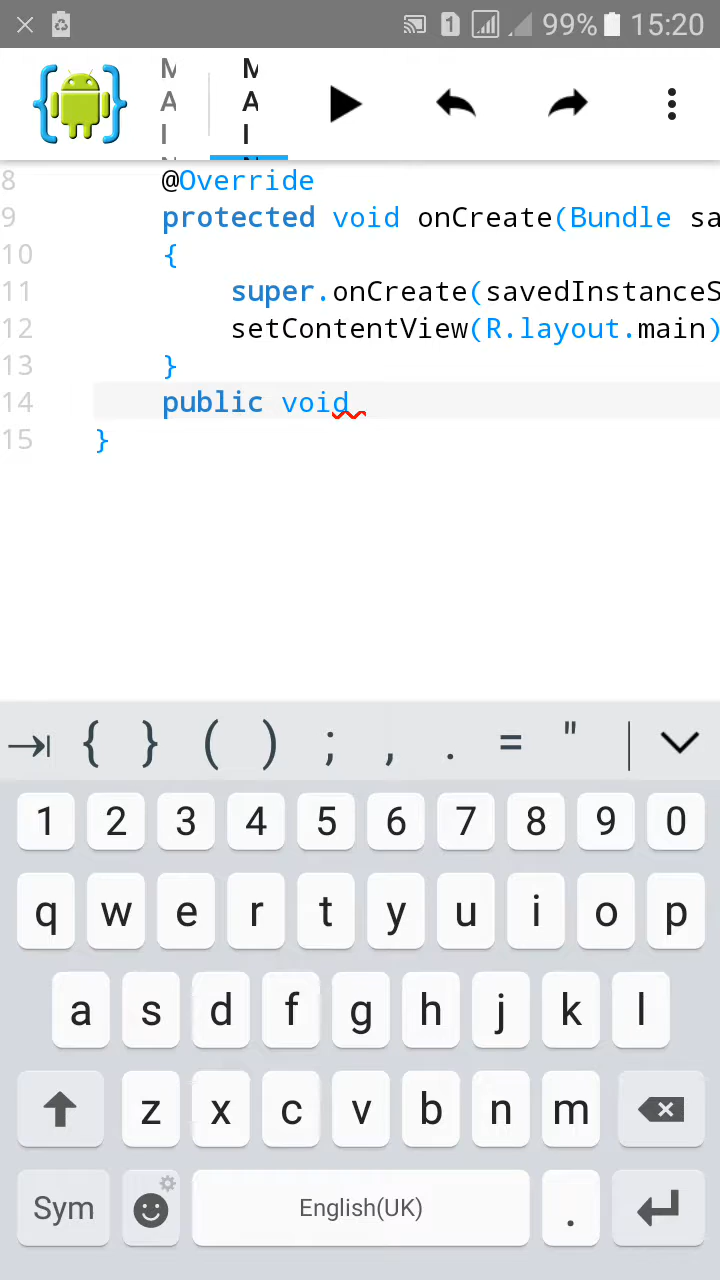 99% 15:20
M
A
I
M
A
I
8 @Override
9 protected void onCreate(Bundle sa
10 {
11 super.onCreate(savedInstanceS
12 setContentView(R.layout.main)
13 }
14 public void
15 }
{ } ( ) ; , . = " |
1 2 3 4 5 6 7 8 9 0
q w e r t y u i o p
a s d f g h j k l
z x c v b n m
Sym English(UK) .